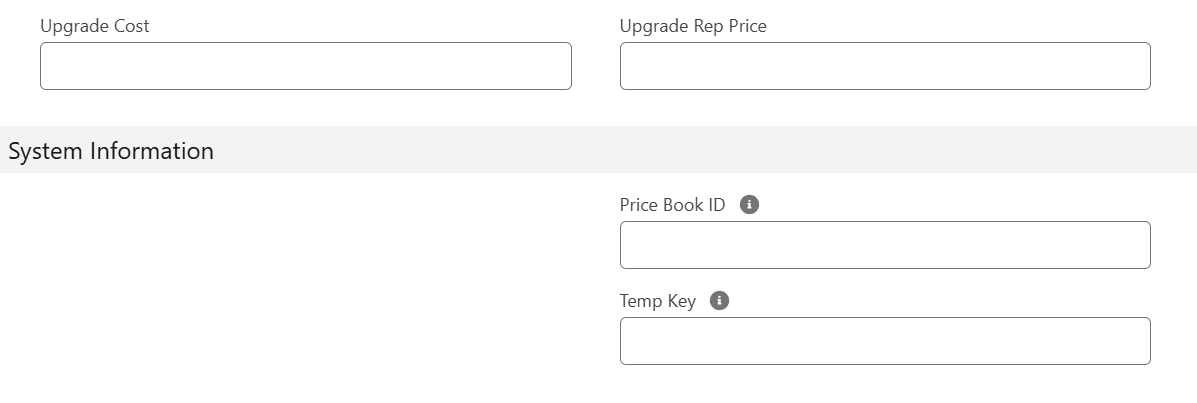 Upgrade Cost
Upgrade Rep Price
System Information
Price Book ID
Temp Key